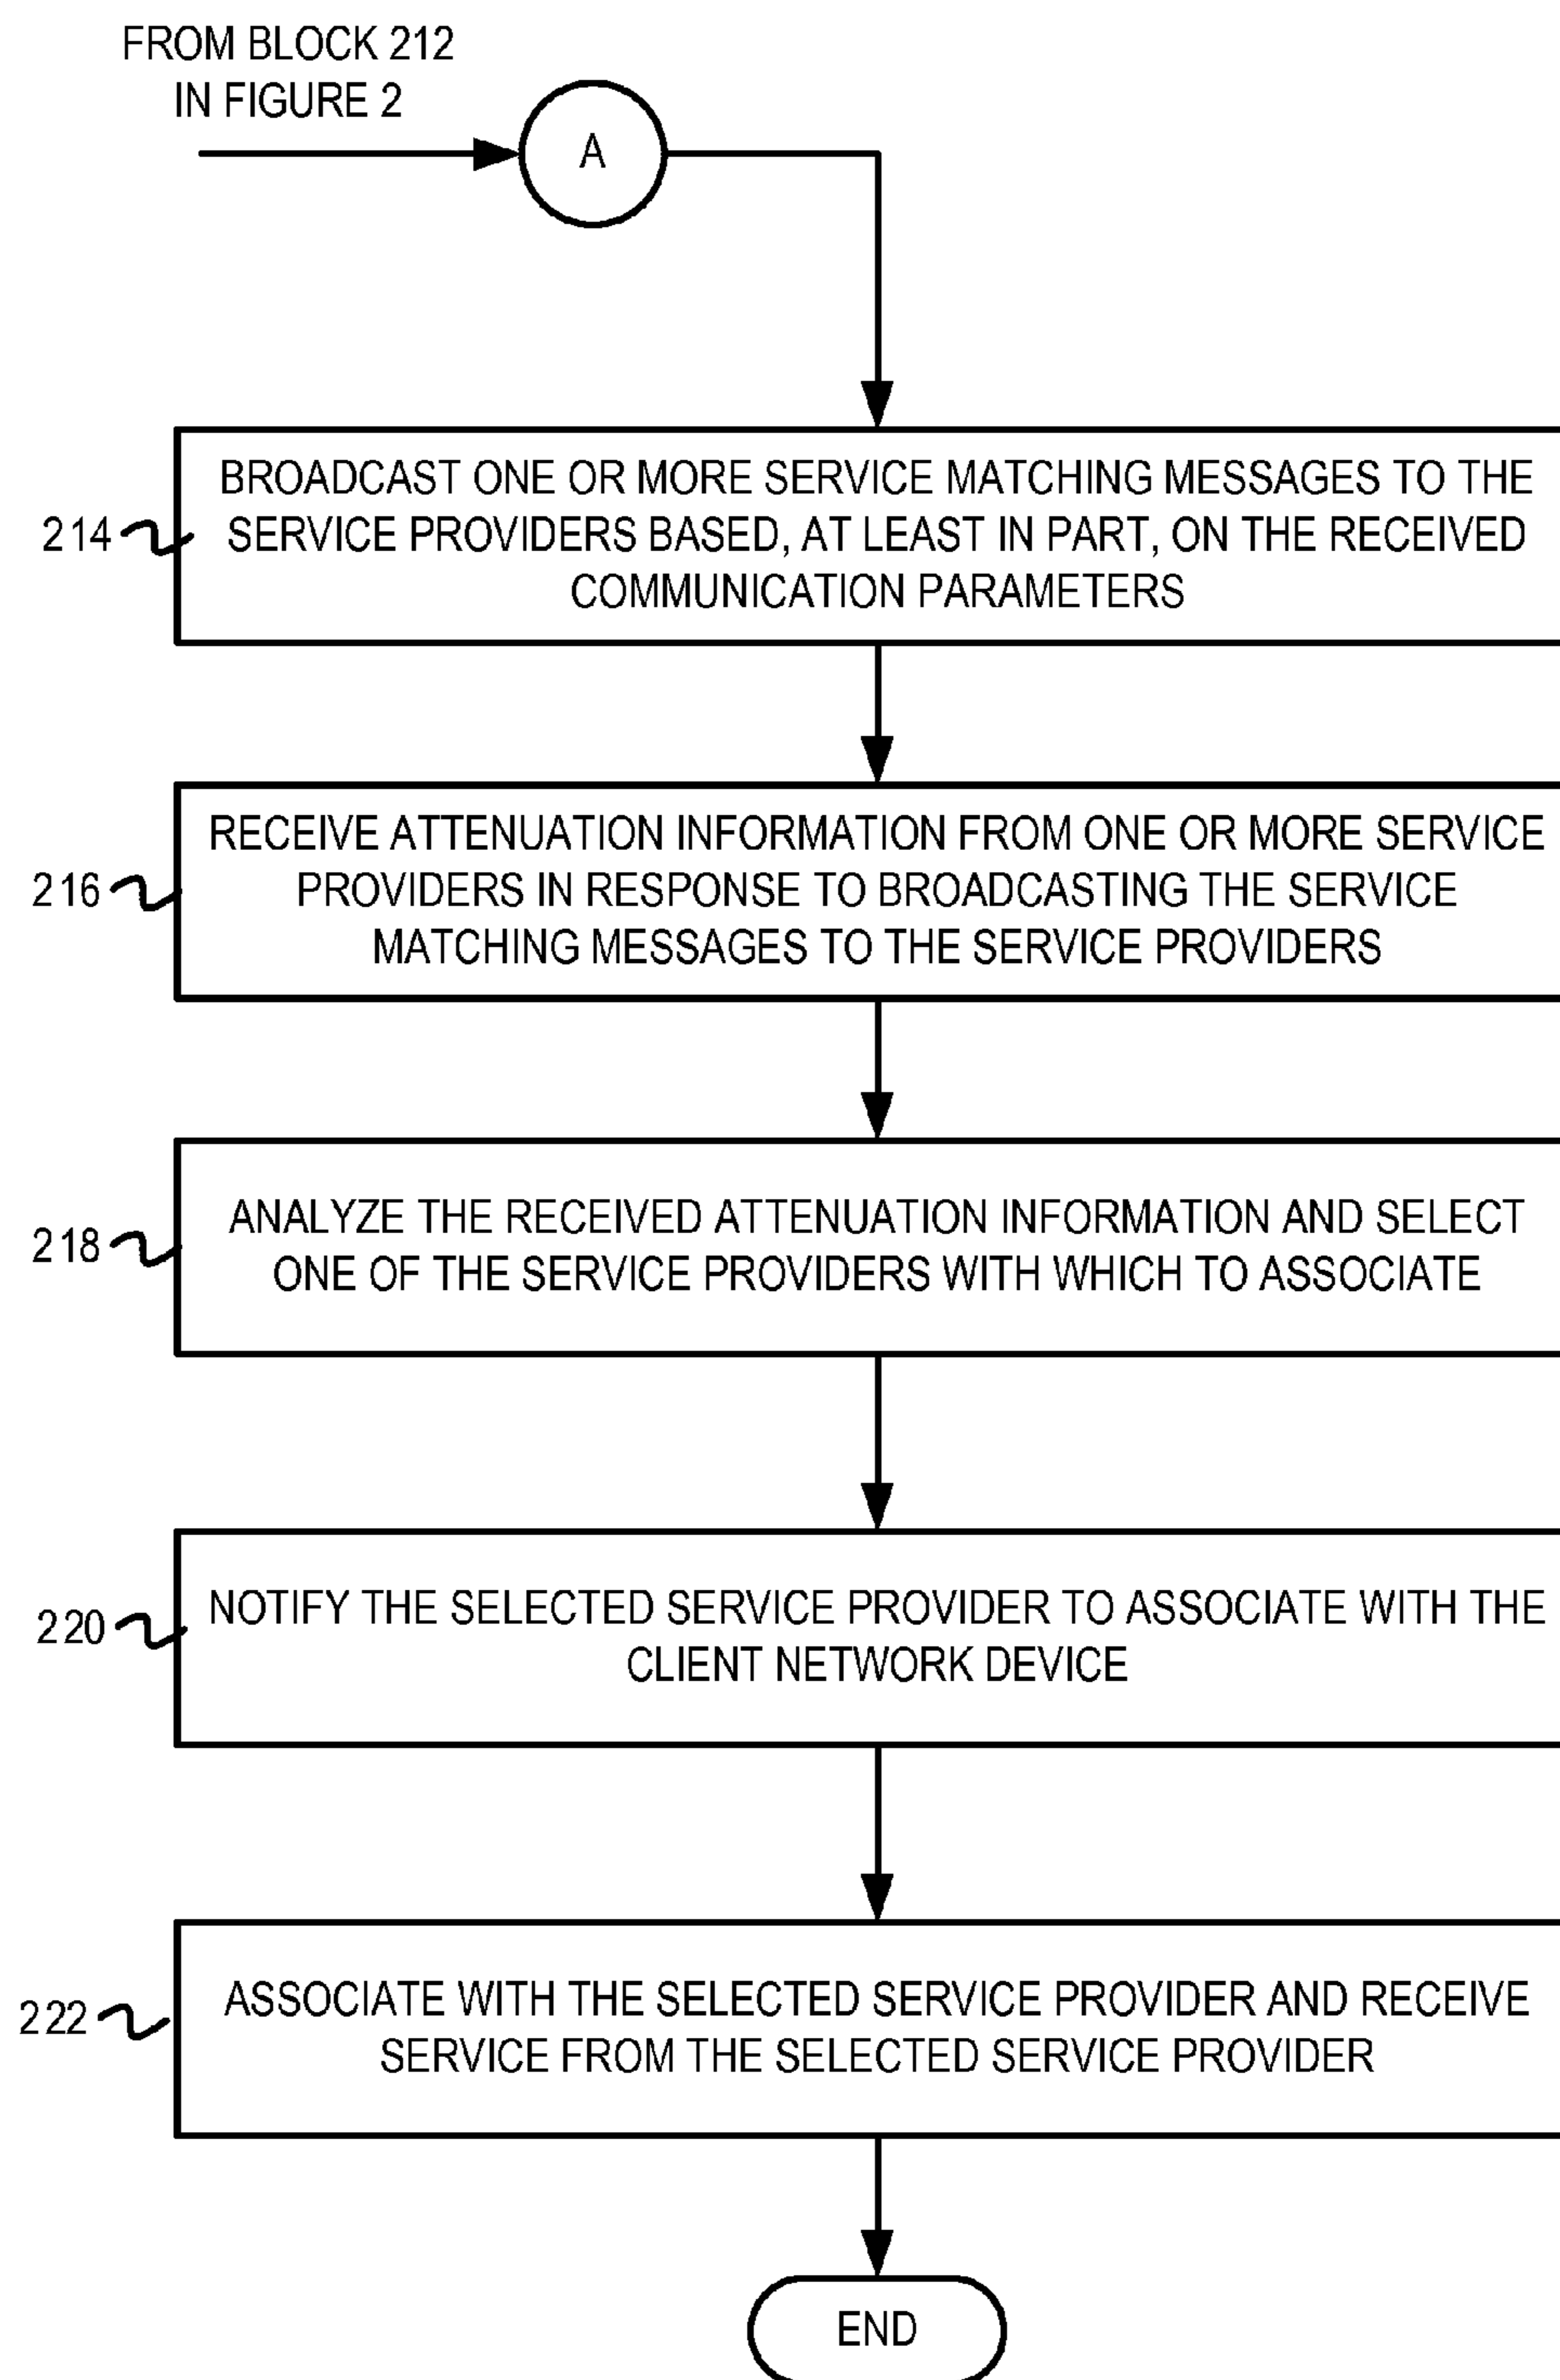 FROM BLOCK 212
IN FIGURE 2
A
BROADCAST ONE OR MORE SERVICE MATCHING MESSAGES TO THE
214
SERVICE PROVIDERS BASED, AT LEAST IN PART, ON THE RECEIVED
COMMUNICATION PARAMETERS
RECEIVE ATTENUATION INFORMATION FROM ONE OR MORE SERVICE
216
PROVIDERS IN RESPONSE TO BROADCASTING THE SERVICE
MATCHING MESSAGES TO THE SERVICE PROVIDERS
218
ANALYZE THE RECEIVED ATTENUATION INFORMATION AND SELECT
ONE OF THE SERVICE PROVIDERS WITH WHICH TO ASSOCIATE
220
NOTIFY THE SELECTED SERVICE PROVIDER TO ASSOCIATE WITH THE
CLIENT NETWORK DEVICE
222
ASSOCIATE WITH THE SELECTED SERVICE PROVIDER AND RECEIVE
SERVICE FROM THE SELECTED SERVICE PROVIDER
END